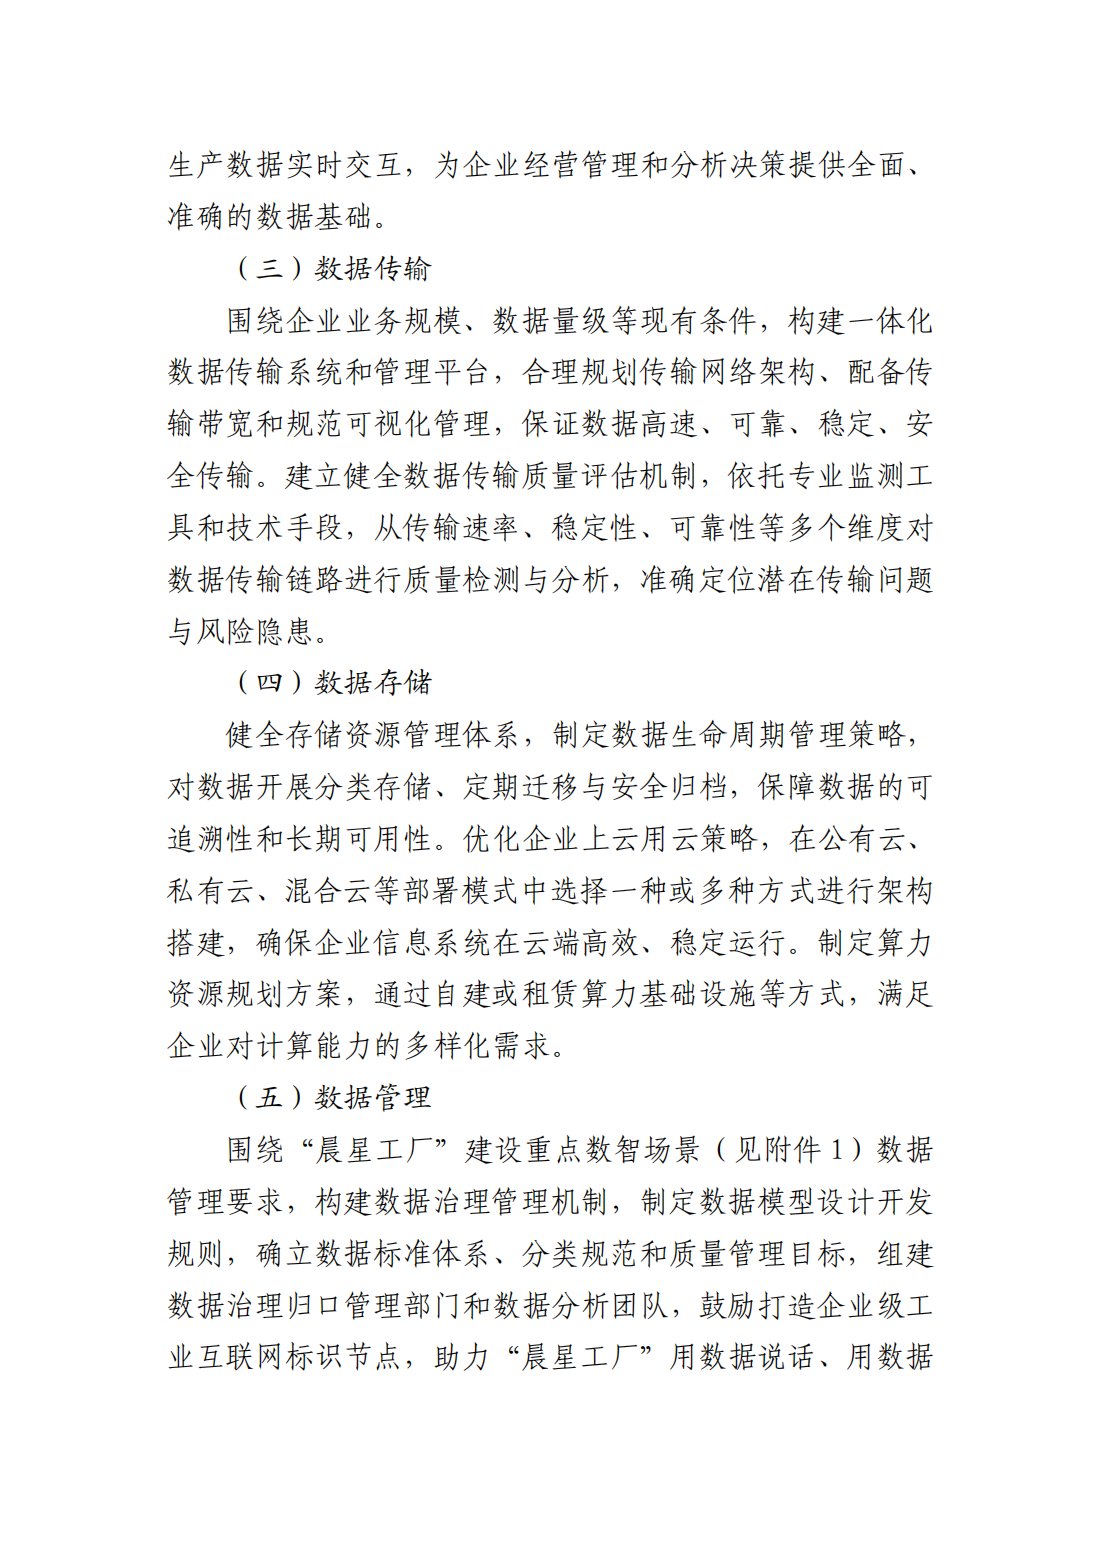 生产数据实时交互，为企业经营管理和分析决策提供全面、
准确的数据基础。
（三）数据传输
围绕企业业务规模、数据量级等现有条件，构建一体化
数据传输系统和管理平台，合理规划传输网络架构、配备传
输带宽和规范可视化管理，保证数据高速、可靠、稳定、安
全传输。建立健全数据传输质量评估机制，依托专业监测工
具和技术手段，从传输速率、稳定性、可靠性等多个维度对
数据传输链路进行质量检测与分析，准确定位潜在传输问题
与风险隐患。
（四）数据存储
健全存储资源管理体系，制定数据生命周期管理策略，
对数据开展分类存储、定期迁移与安全归档，保障数据的可
追溯性和长期可用性。优化企业上云用云策略，在公有云、
私有云、混合云等部署模式中选择一种或多种方式进行架构
搭建，确保企业信息系统在云端高效、稳定运行。制定算力
资源规划方案，通过自建或租赁算力基础设施等方式，满足
企业对计算能力的多样化需求。
（五）数据管理
围绕“晨星工厂”建设重点数智场景（见附件 1）数据
管理要求，构建数据治理管理机制，制定数据模型设计开发
规则，确立数据标准体系、分类规范和质量管理目标，组建
数据治理归口管理部门和数据分析团队，鼓励打造企业级工
业互联网标识节点，助力“晨星工厂”用数据说话、用数据